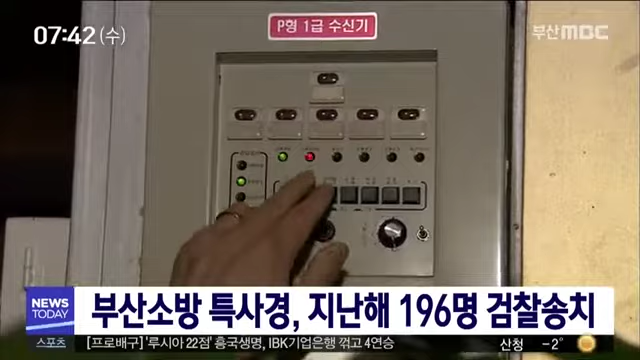 07:42 (수)
P형 1급 수신기
부산MBC
NEWS TODAY
부산소방 특사경, 지난해 196명 검찰송치
스포츠 [프로배구] '루시아 22점' 흥국생명, IBK기업은행 꺾고 4연승 산청 -2°